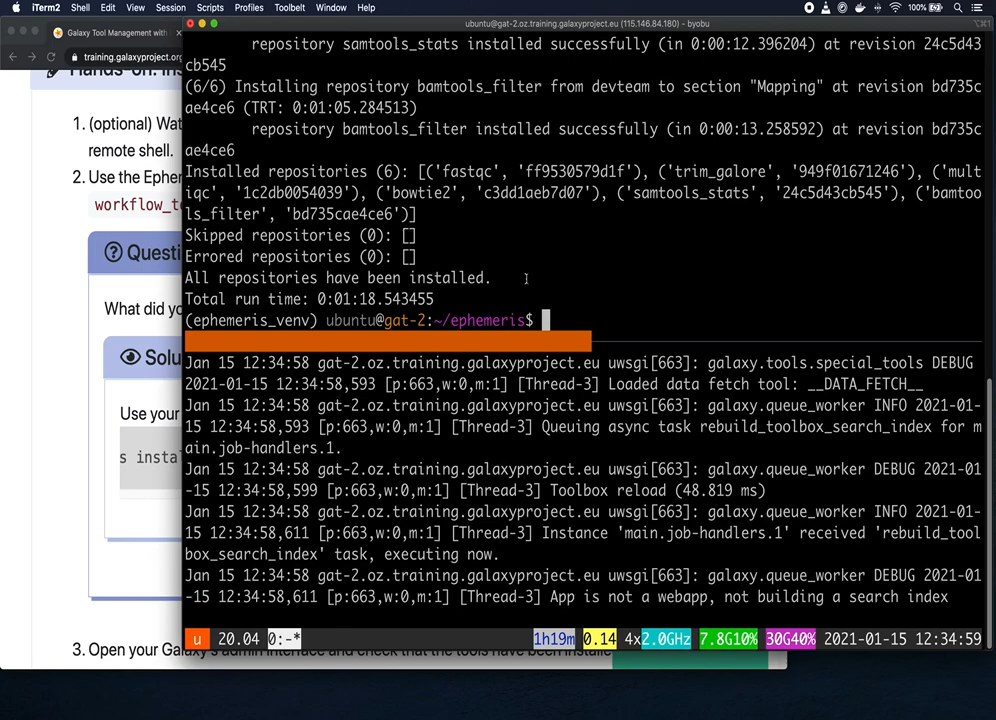 iTerm2 Shell Edit View Session Scripts Profiles Toolbelt Window Help 100%
Galaxy Tool Management with
training.galaxyproject.org
ubuntu@gat-2.oz.training.galaxyproject.eu (115.146.84.180) - byobu
1. (optional) Wat
remote shell.
2. Use the Ephem
workflow_to
Questi
What did yo
Solu
Use your
s instal
3. Open your Galaxy's admin interface and check that the tools have been installe
repository samtools_stats installed successfully (in 0:00:12.396204) at revision 24c5d43
cb545
(6/6) Installing repository bamtools_filter from devteam to section "Mapping" at revision bd735c
ae4ce6 (TRT: 0:01:05.284513)
repository bamtools_filter installed successfully (in 0:00:13.258592) at revision bd735c
ae4ce6
Installed repositories (6): [('fastqc', 'ff9530579d1f'), ('trim_galore', '949f01671246'), ('mult
iqc', '1c2db0054039'), ('bowtie2', 'c3dd1aeb7d07'), ('samtools_stats', '24c5d43cb545'), ('bamtoo
ls_filter', 'bd735cae4ce6')]
Skipped repositories (0): []
Errored repositories (0): []
All repositories have been installed.
Total run time: 0:01:18.543455
(ephemeris_venv) ubuntu@gat-2:~/ephemeris$
Jan 15 12:34:58 gat-2.oz.training.galaxyproject.eu uwsgi[663]: galaxy.tools.special_tools DEBUG
2021-01-15 12:34:58,593 [p:663,w:0,m:1] [Thread-3] Loaded data fetch tool: __DATA_FETCH__
Jan 15 12:34:58 gat-2.oz.training.galaxyproject.eu uwsgi[663]: galaxy.queue_worker INFO 2021-01-
15 12:34:58,593 [p:663,w:0,m:1] [Thread-3] Queuing async task rebuild_toolbox_search_index for m
ain.job-handlers.1.
Jan 15 12:34:58 gat-2.oz.training.galaxyproject.eu uwsgi[663]: galaxy.queue_worker DEBUG 2021-01
-15 12:34:58,599 [p:663,w:0,m:1] [Thread-3] Toolbox reload (48.819 ms)
Jan 15 12:34:58 gat-2.oz.training.galaxyproject.eu uwsgi[663]: galaxy.queue_worker INFO 2021-01-
15 12:34:58,611 [p:663,w:0,m:1] [Thread-3] Instance 'main.job-handlers.1' received 'rebuild_tool
box_search_index' task, executing now.
Jan 15 12:34:58 gat-2.oz.training.galaxyproject.eu uwsgi[663]: galaxy.queue_worker DEBUG 2021-01
-15 12:34:58,611 [p:663,w:0,m:1] [Thread-3] App is not a webapp, not building a search index
u 20.04 0:-* 1h19m 0.14 4x2.0GHz 7.8G10% 30G40% 2021-01-15 12:34:59